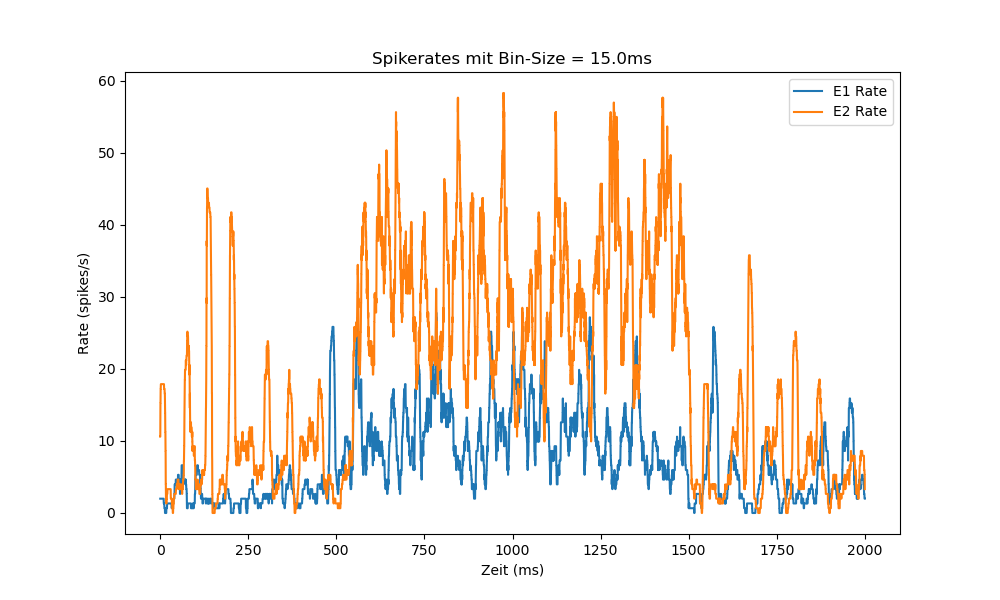 Spikerates mit Bin-Size = 15.0ms
E1 Rate
E2 Rate
60
50
40
30
20
10
0
Rate (spikes/s)
0 250 500 750 1000 1250 1500 1750 2000
Zeit (ms)